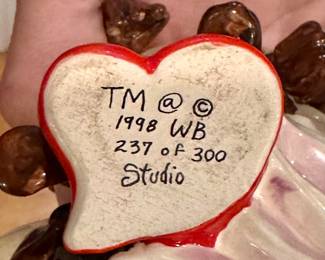 TM @ ©
1998 WB
237 of 300
Studio